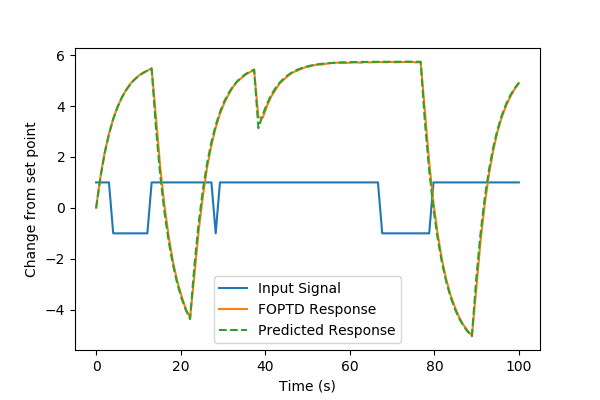 6
4
2
0
−2
−4
Change from set point
Input Signal
FOPTD Response
Predicted Response
0 20 40 60 80 100
Time (s)